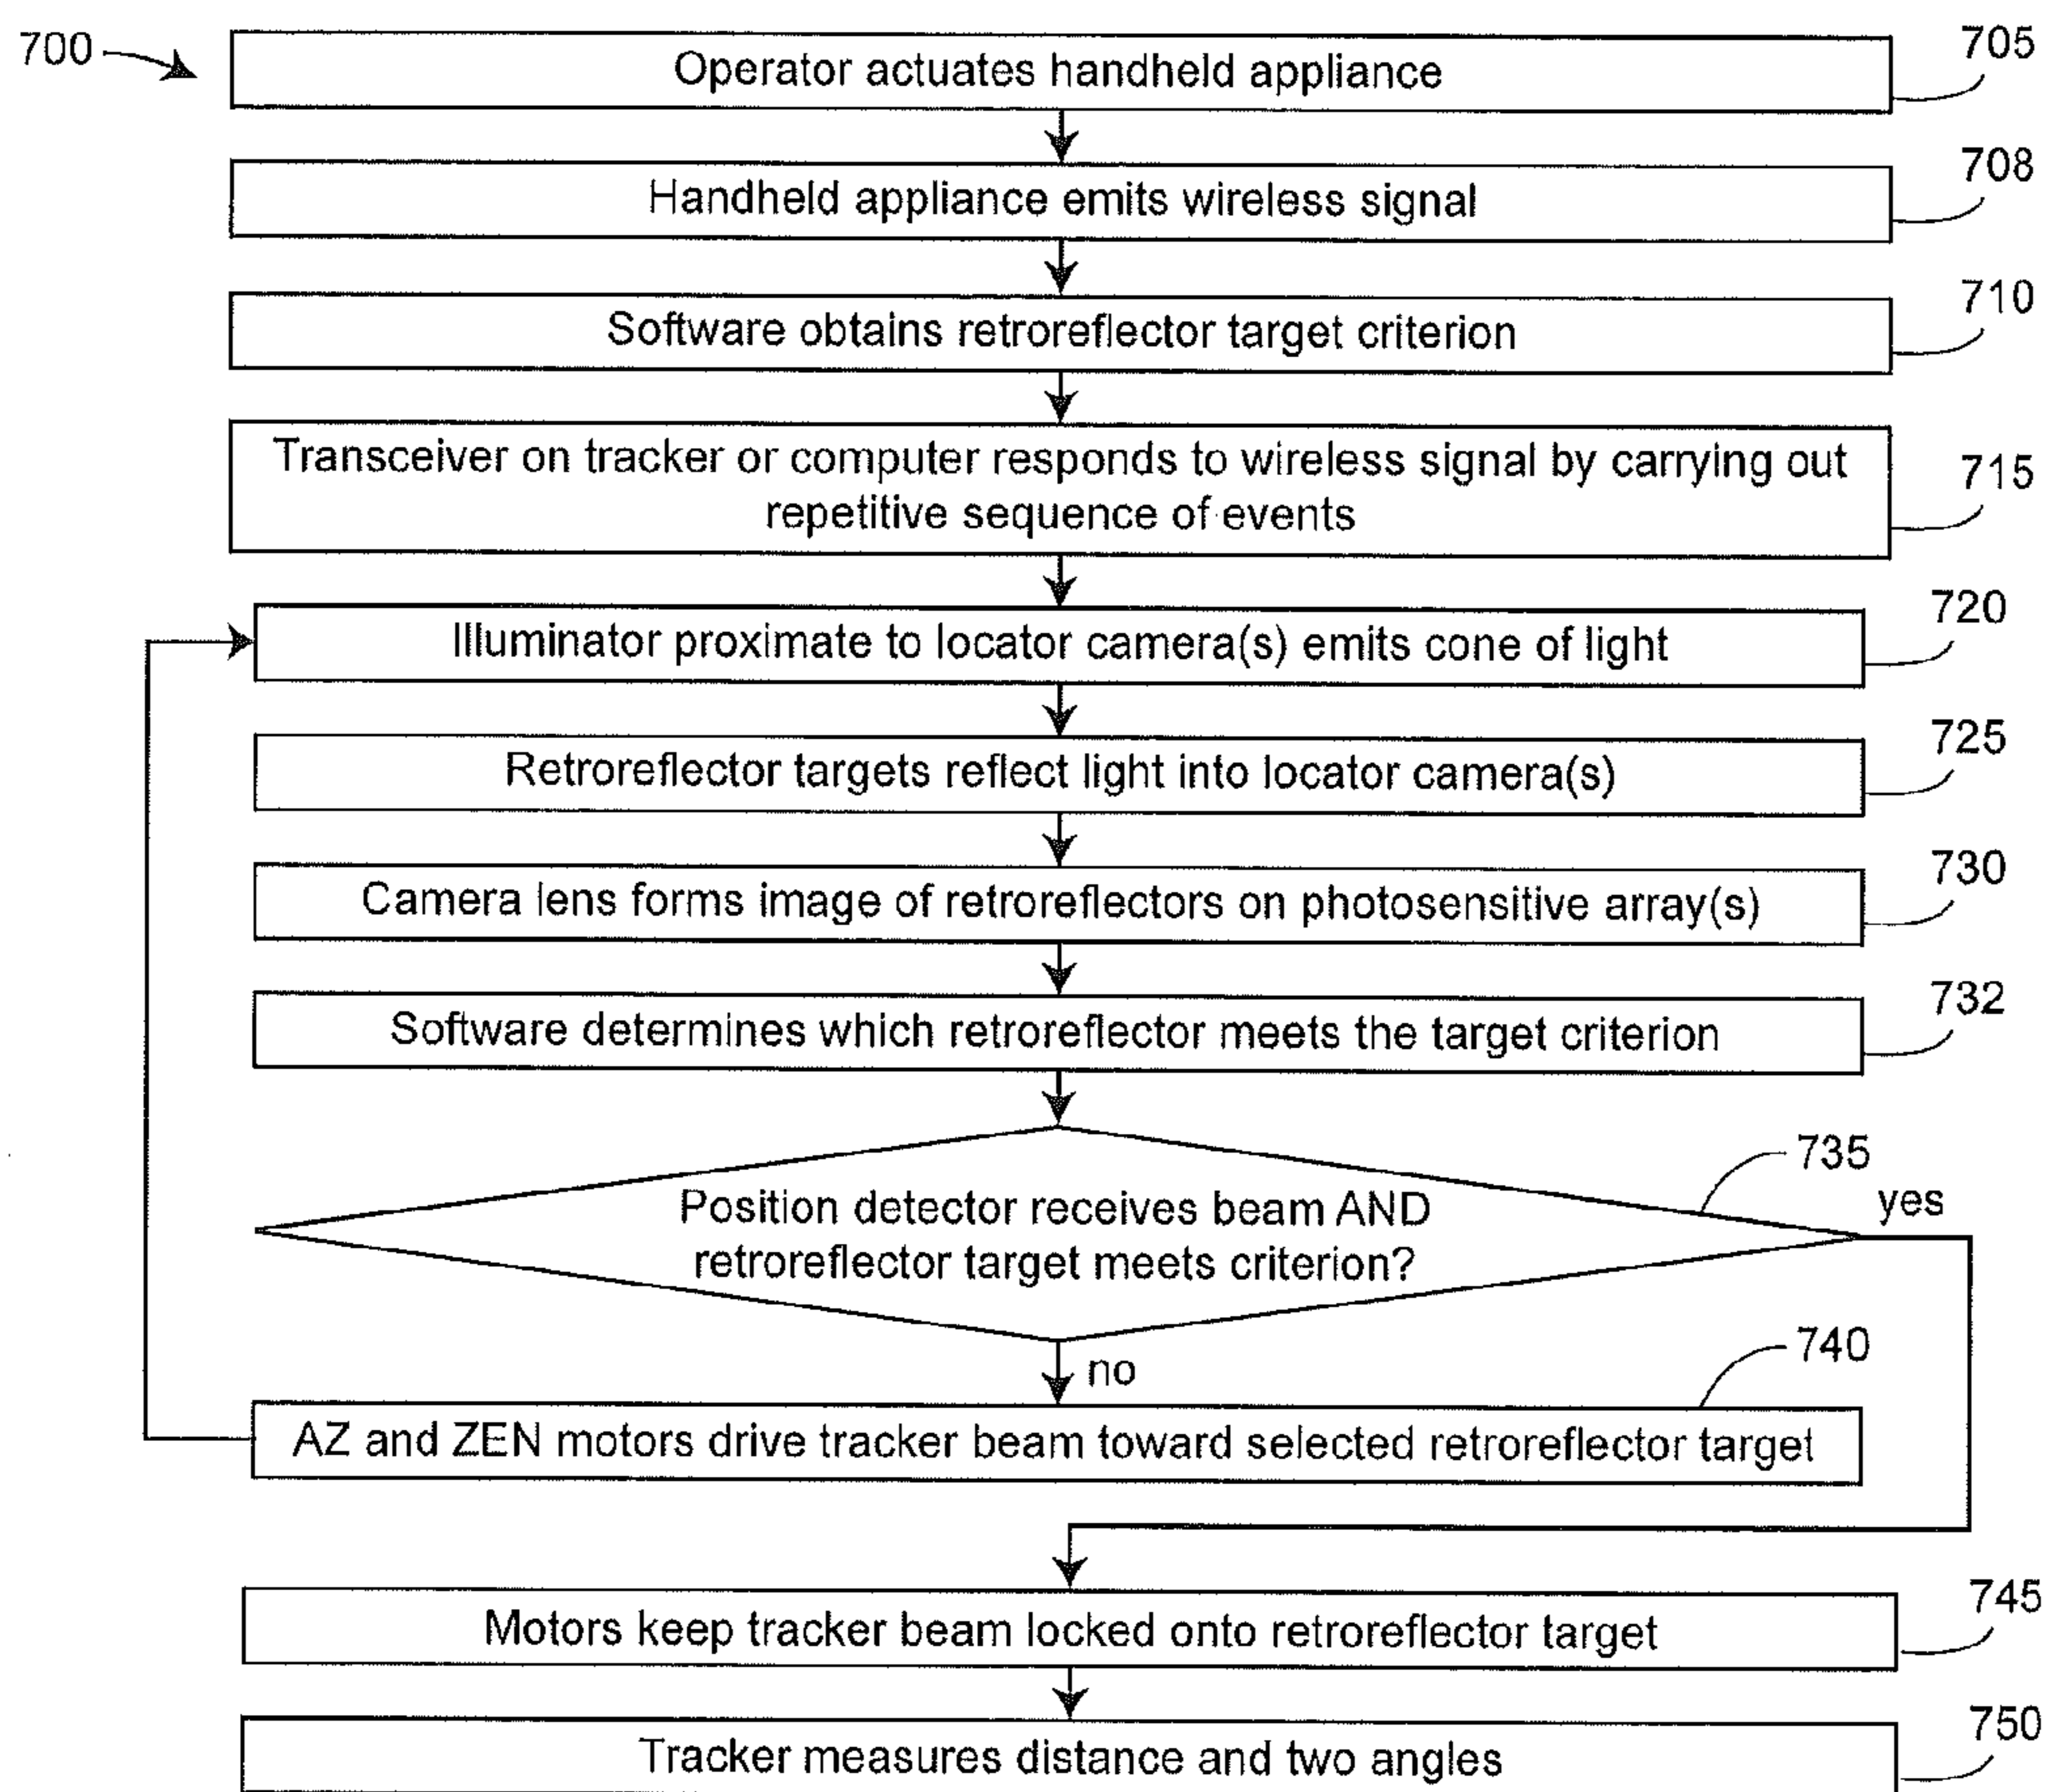 700
Operator actuates handheld appliance
705
Handheld appliance emits wireless signal
708
Software obtains retroreflector target criterion
710
Transceiver on tracker or computer responds to wireless signal by carrying out
repetitive sequence of events
715
Illuminator proximate to locator camera(s) emits cone of light
720
Retroreflector targets reflect light into locator camera(s)
725
Camera lens forms image of retroreflectors on photosensitive array(s)
730
Software determines which retroreflector meets the target criterion
732
Position detector receives beam AND
retroreflector target meets criterion?
735
yes
no
740
AZ and ZEN motors drive tracker beam toward selected retroreflector target
Motors keep tracker beam locked onto retroreflector target
745
Tracker measures distance and two angles
750